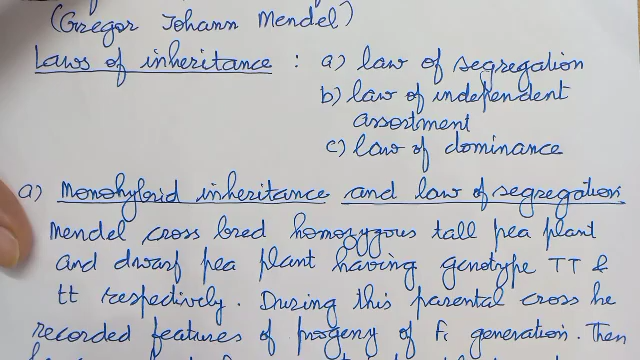 (Gregor Johann Mendel)
Laws of inheritance : a) law of segregation
b) law of independent
assortment
c) law of dominance
a) Monohybrid inheritance and law of segregation.
Mendel cross bred homozygous tall pea plant
and dwarf pea plant having genotype TT &
tt respectively. During this parental cross he
recorded features of progeny of F1 generation. Then